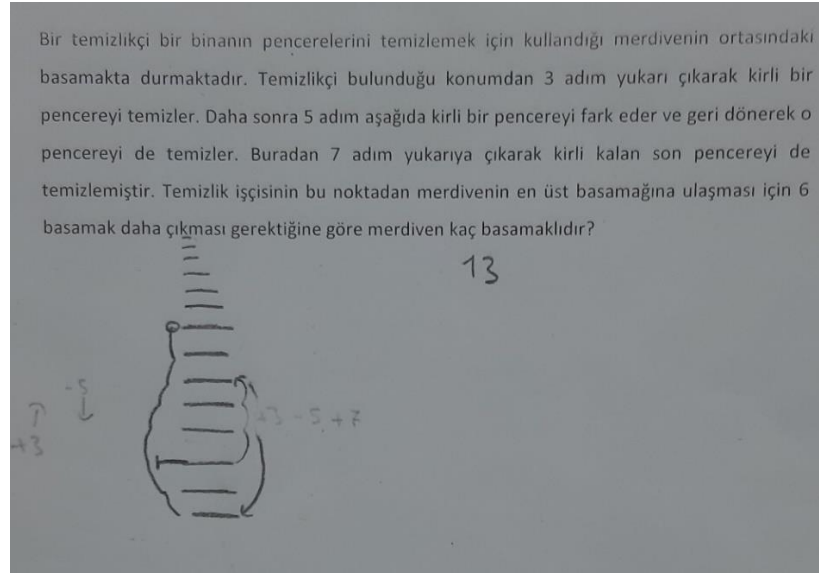 Bir temizlikçi bir binanın pencerelerini temizlemek için kullandığı merdivenin ortasındaki
basamakta durmaktadır. Temizlikçi bulunduğu konumdan 3 adım yukarı çıkarak kirli bir
pencereyi temizler. Daha sonra 5 adım aşağıda kirli bir pencereyi fark eder ve geri dönerek o
pencereyi de temizler. Buradan 7 adım yukarıya çıkarak kirli kalan son pencereyi de
temizlemiştir. Temizlik işçisinin bu noktadan merdivenin en üst basamağına ulaşması için 6
basamak daha çıkması gerektiğine göre merdiven kaç basamaklıdır?
13
-5
+3 -5 +7
+3